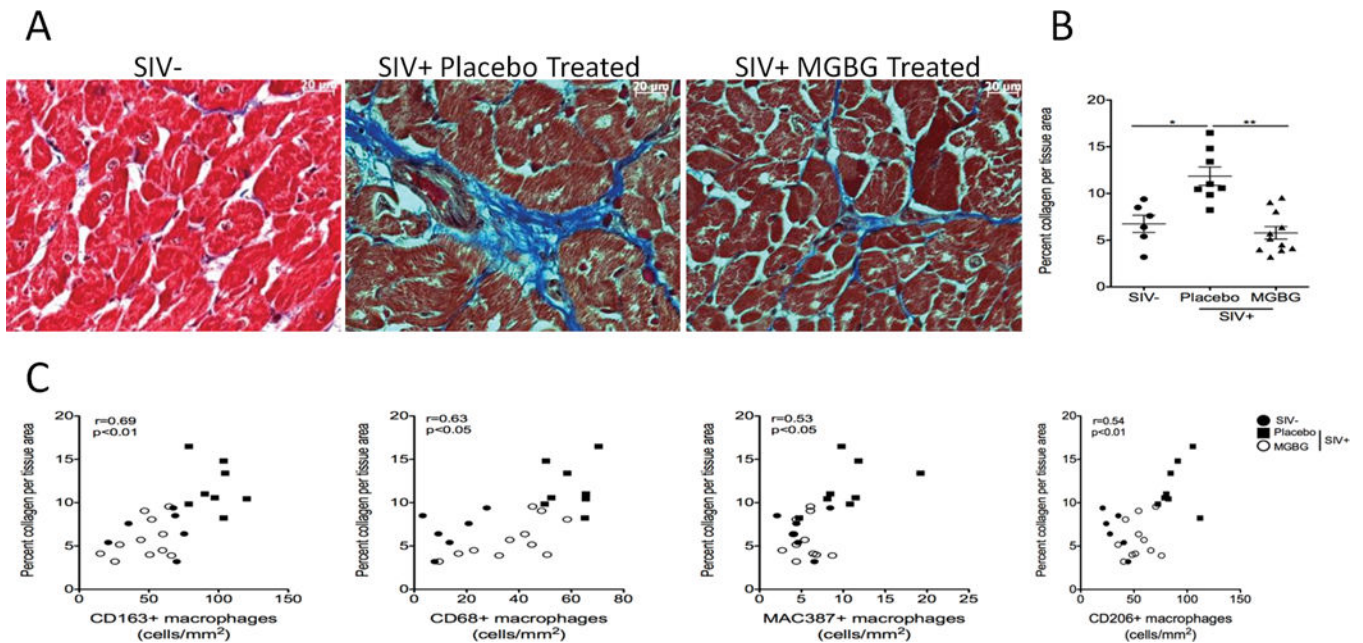 A
SIV-
SIV+ Placebo Treated
SIV+ MGBG Treated
20 µm
20 µm
20 µm
B
Percent collagen per tissue area
20
15
10
5
0
*
**
SIV-
Placebo
MGBG
SIV+
C
Percent collagen per tissue area
20
15
10
5
0
r=0.69
p<0.01
0
50
100
150
CD163+ macrophages
(cells/mm²)
Percent collagen per tissue area
20
15
10
5
0
r=0.63
p<0.05
0
20
40
60
80
CD68+ macrophages
(cells/mm²)
Percent collagen per tissue area
20
15
10
5
0
r=0.53
p<0.05
0
5
10
15
20
25
MAC387+ macrophages
(cells/mm²)
Percent collagen per tissue area
20
15
10
5
0
r=0.54
p<0.01
0
50
100
150
CD206+ macrophages
(cells/mm²)
SIV-
Placebo
MGBG
SIV+